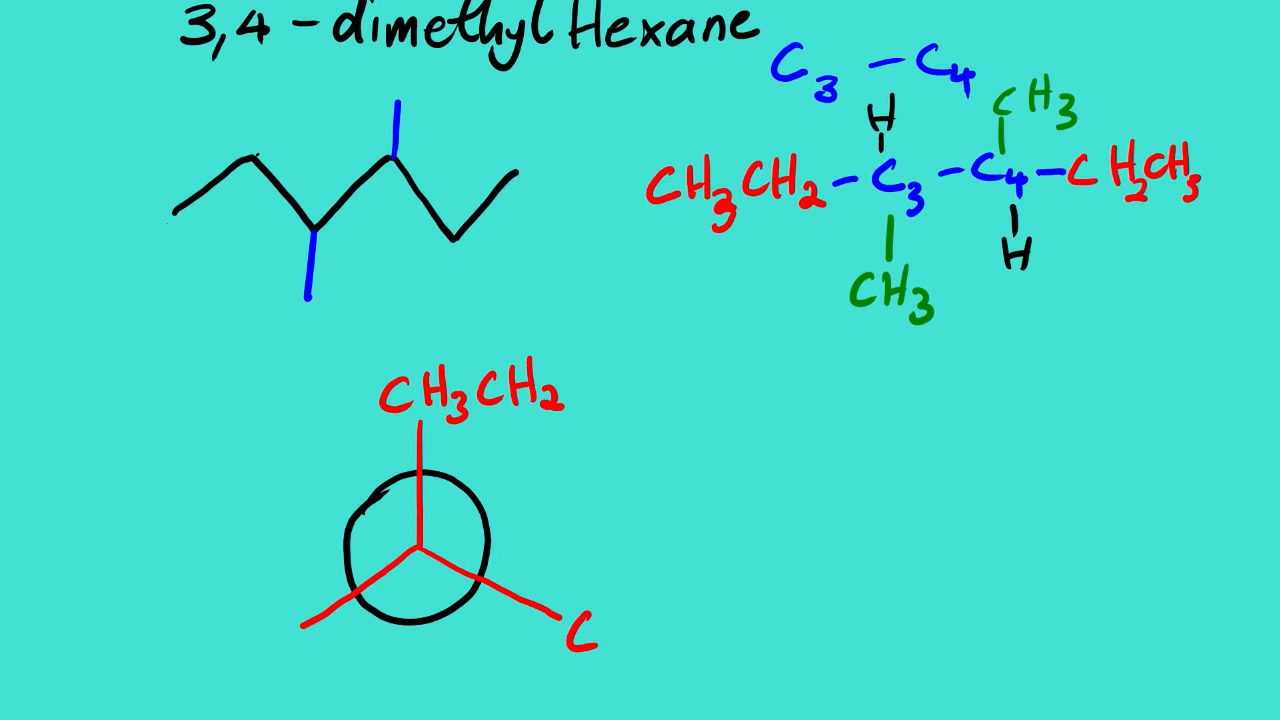 3,4-dimethyl Hexane
C3 - C4
H CH3
CH3CH2 - C3 - C4 - CH2CH3
H
CH3
CH3CH2
C